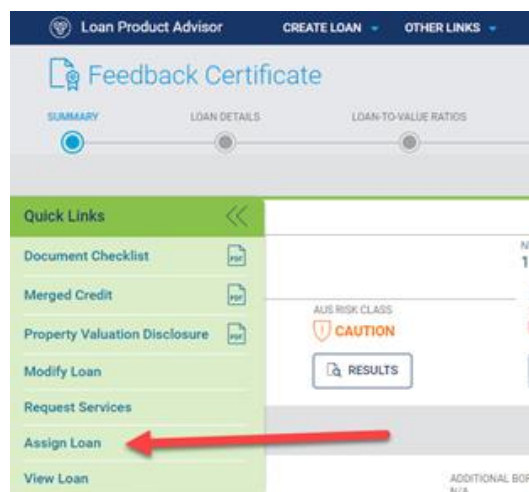 Loan Product Advisor CREATE LOAN OTHER LINKS
Feedback Certificate
SUMMARY LOAN DETAILS LOAN-TO-VALUE RATIOS
Quick Links
Document Checklist PDF
Merged Credit PDF
Property Valuation Disclosure PDF
Modify Loan
Request Services
Assign Loan
View Loan
AUS RISK CLASS
CAUTION
RESULTS
ADDITIONAL BOR
N/A